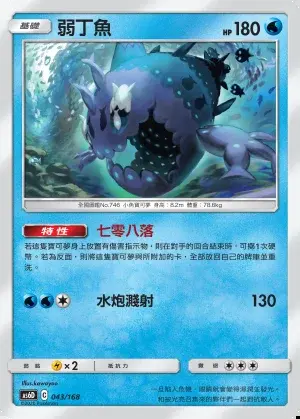 基礎 弱丁魚 HP 180
全國圖鑑No.746 小魚寶可夢 身高：8.2m 體重：78.6kg
特性 七零八落
若這隻寶可夢身上放置有傷害指示物，則在對手的回合結束時，可擲1次硬
幣。若為反面，則將這隻寶可夢與所附加的卡，全部放回自己的牌庫並重
洗。
水炮濺射 130
Illus.kawayoo
弱點 ×2 抵抗力 撤退
AS6D C 043/168